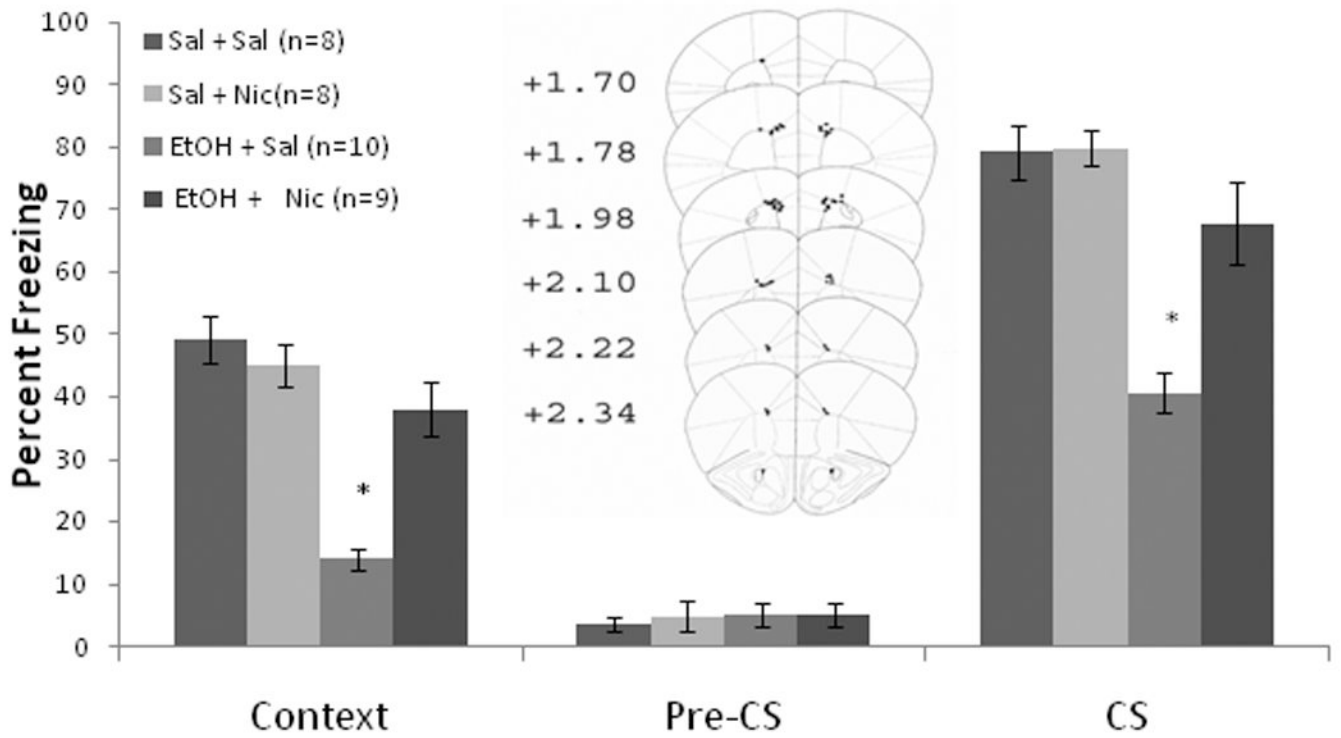 100
90
80
70
60
50
40
30
20
10
0
Percent Freezing
Sal + Sal (n=8)
Sal + Nic(n=8)
EtOH + Sal (n=10)
EtOH + Nic (n=9)
+1.70
+1.78
+1.98
+2.10
+2.22
+2.34
*
*
Context
Pre-CS
CS